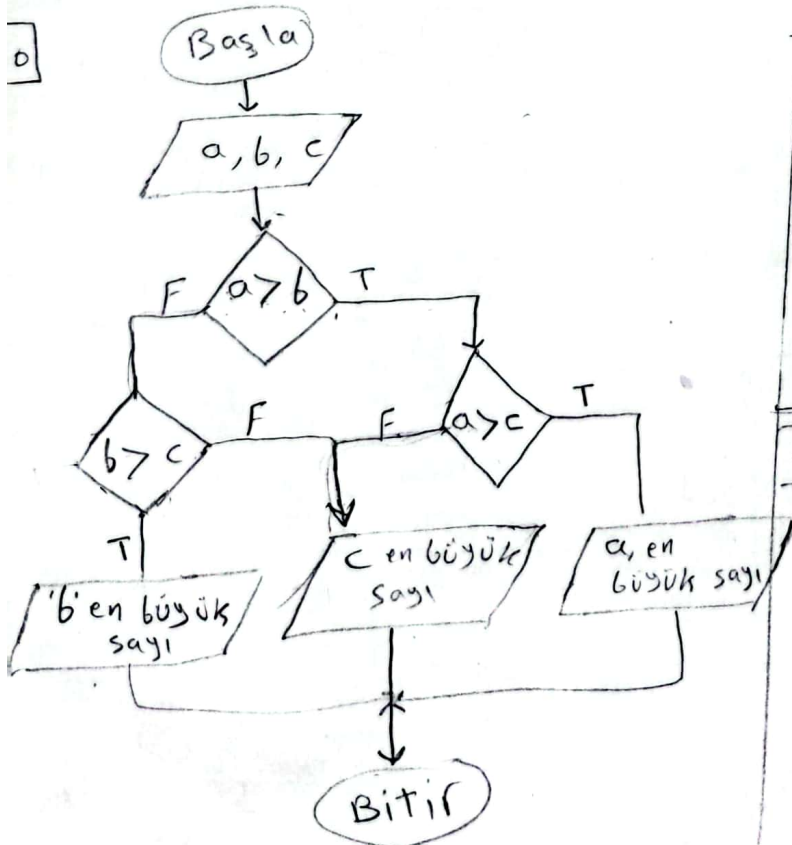 0
Başla
a, b, c
a > b
F
T
b > c
F
T
a > c
F
T
'b' en büyük
sayı
c en büyük
sayı
a, en
büyük sayı
Bitir